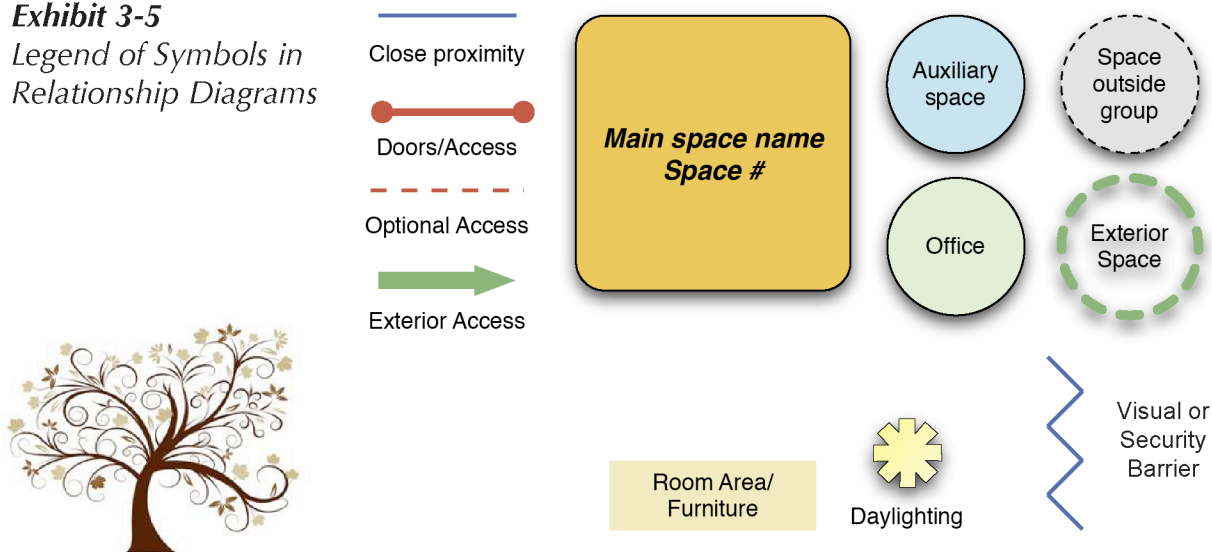 Exhibit 3-5
Legend of Symbols in
Relationship Diagrams
Close proximity
Doors/Access
Optional Access
Exterior Access
Main space name
Space #
Auxiliary
space
Space
outside
group
Office
Exterior
Space
Room Area/
Furniture
Daylighting
Visual or
Security
Barrier